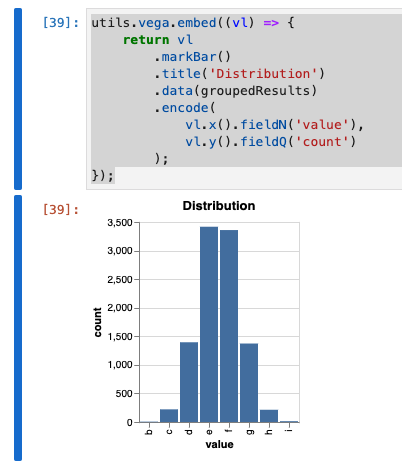 [39]: utils.vega.embed((vl) => {
    return vl
        .markBar()
        .title('Distribution')
        .data(groupedResults)
        .encode(
            vl.x().fieldN('value'),
            vl.y().fieldQ('count')
        );
});
[39]:
Distribution
3,500
3,000
2,500
2,000
1,500
1,000
500
0
count
b c d e f g h i
value